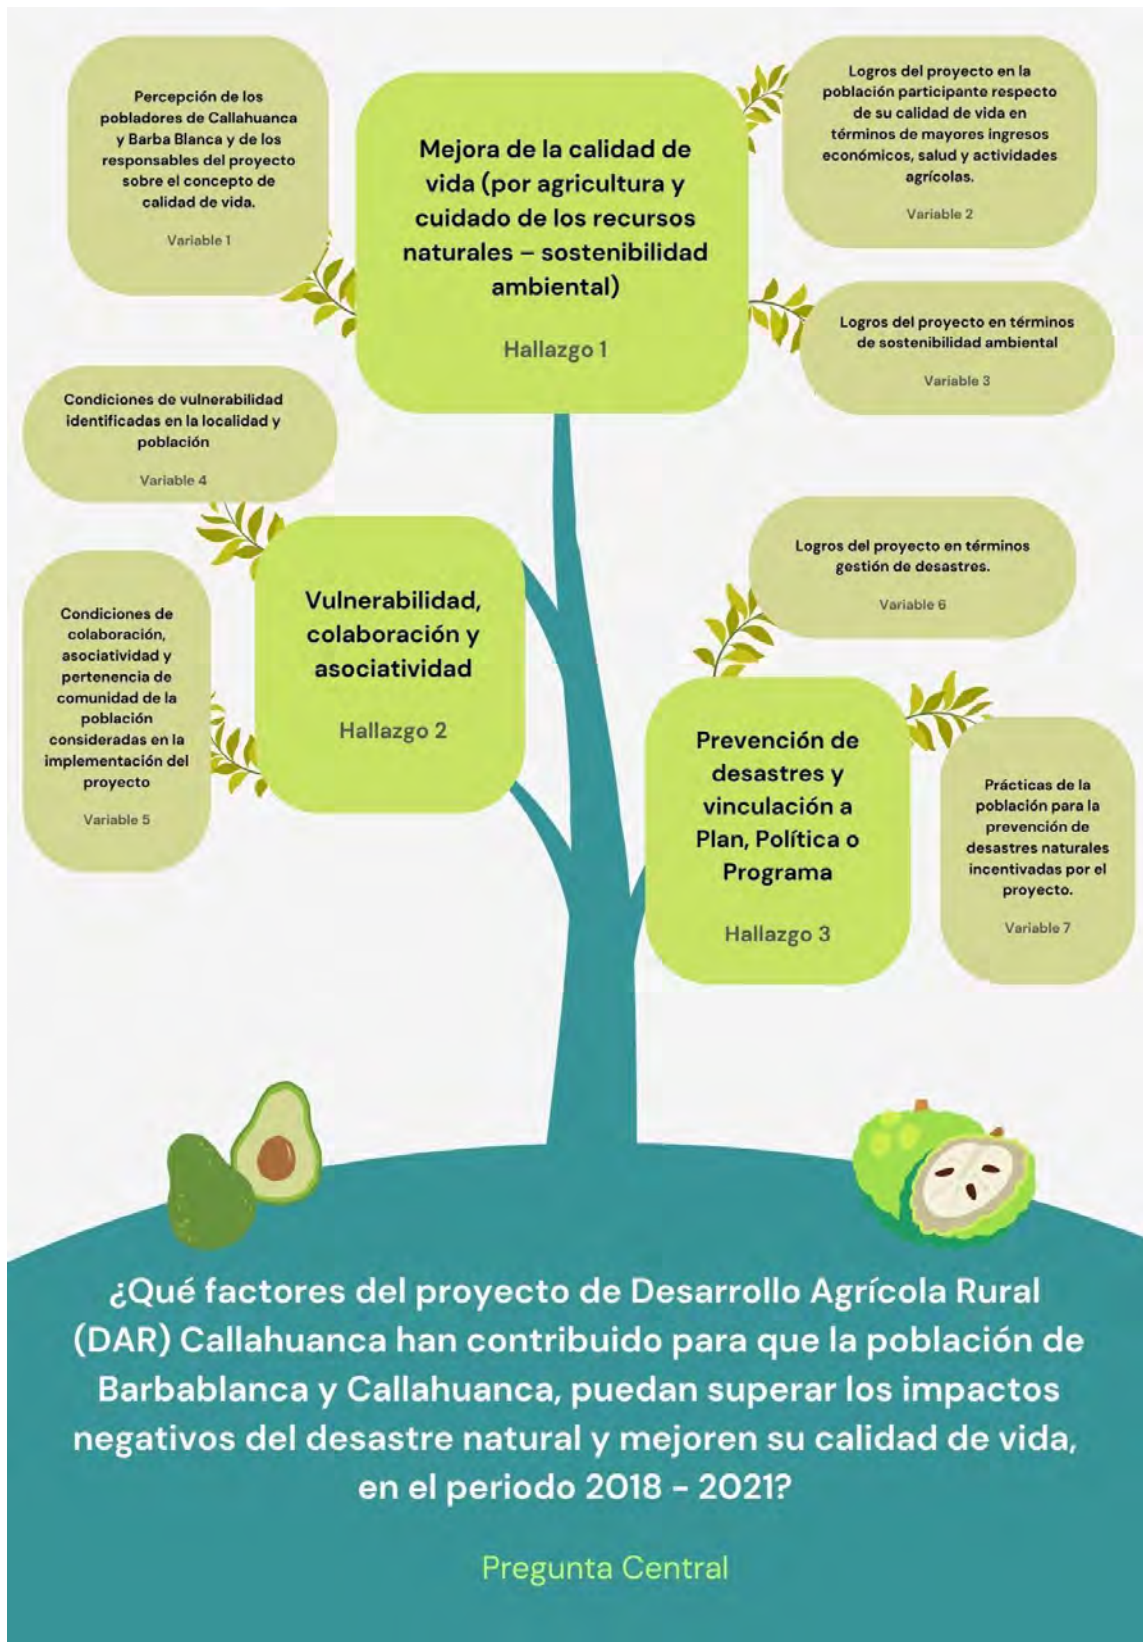 Percepción de los
pobladores de Callahuanca
y Barba Blanca y de los
responsables del proyecto
sobre el concepto de
calidad de vida.
Variable 1
Mejora de la calidad de
vida (por agricultura y
cuidado de los recursos
naturales – sostenibilidad
ambiental)
Hallazgo 1
Logros del proyecto en la
población participante respecto
de su calidad de vida en
términos de mayores ingresos
económicos, salud y actividades
agrícolas.
Variable 2
Logros del proyecto en términos
de sostenibilidad ambiental
Variable 3
Condiciones de vulnerabilidad
identificadas en la localidad y
población
Variable 4
Condiciones de
colaboración,
asociatividad y
pertenencia de
comunidad de la
población
consideradas en la
implementación del
proyecto
Variable 5
Vulnerabilidad,
colaboración y
asociatividad
Hallazgo 2
Logros del proyecto en términos
gestión de desastres.
Variable 6
Prevención de
desastres y
vinculación a
Plan, Política o
Programa
Hallazgo 3
Prácticas de la
población para la
prevención de
desastres naturales
incentivadas por el
proyecto.
Variable 7
¿Qué factores del proyecto de Desarrollo Agrícola Rural
(DAR) Callahuanca han contribuido para que la población de
Barbablanca y Callahuanca, puedan superar los impactos
negativos del desastre natural y mejoren su calidad de vida,
en el periodo 2018 – 2021?
Pregunta Central